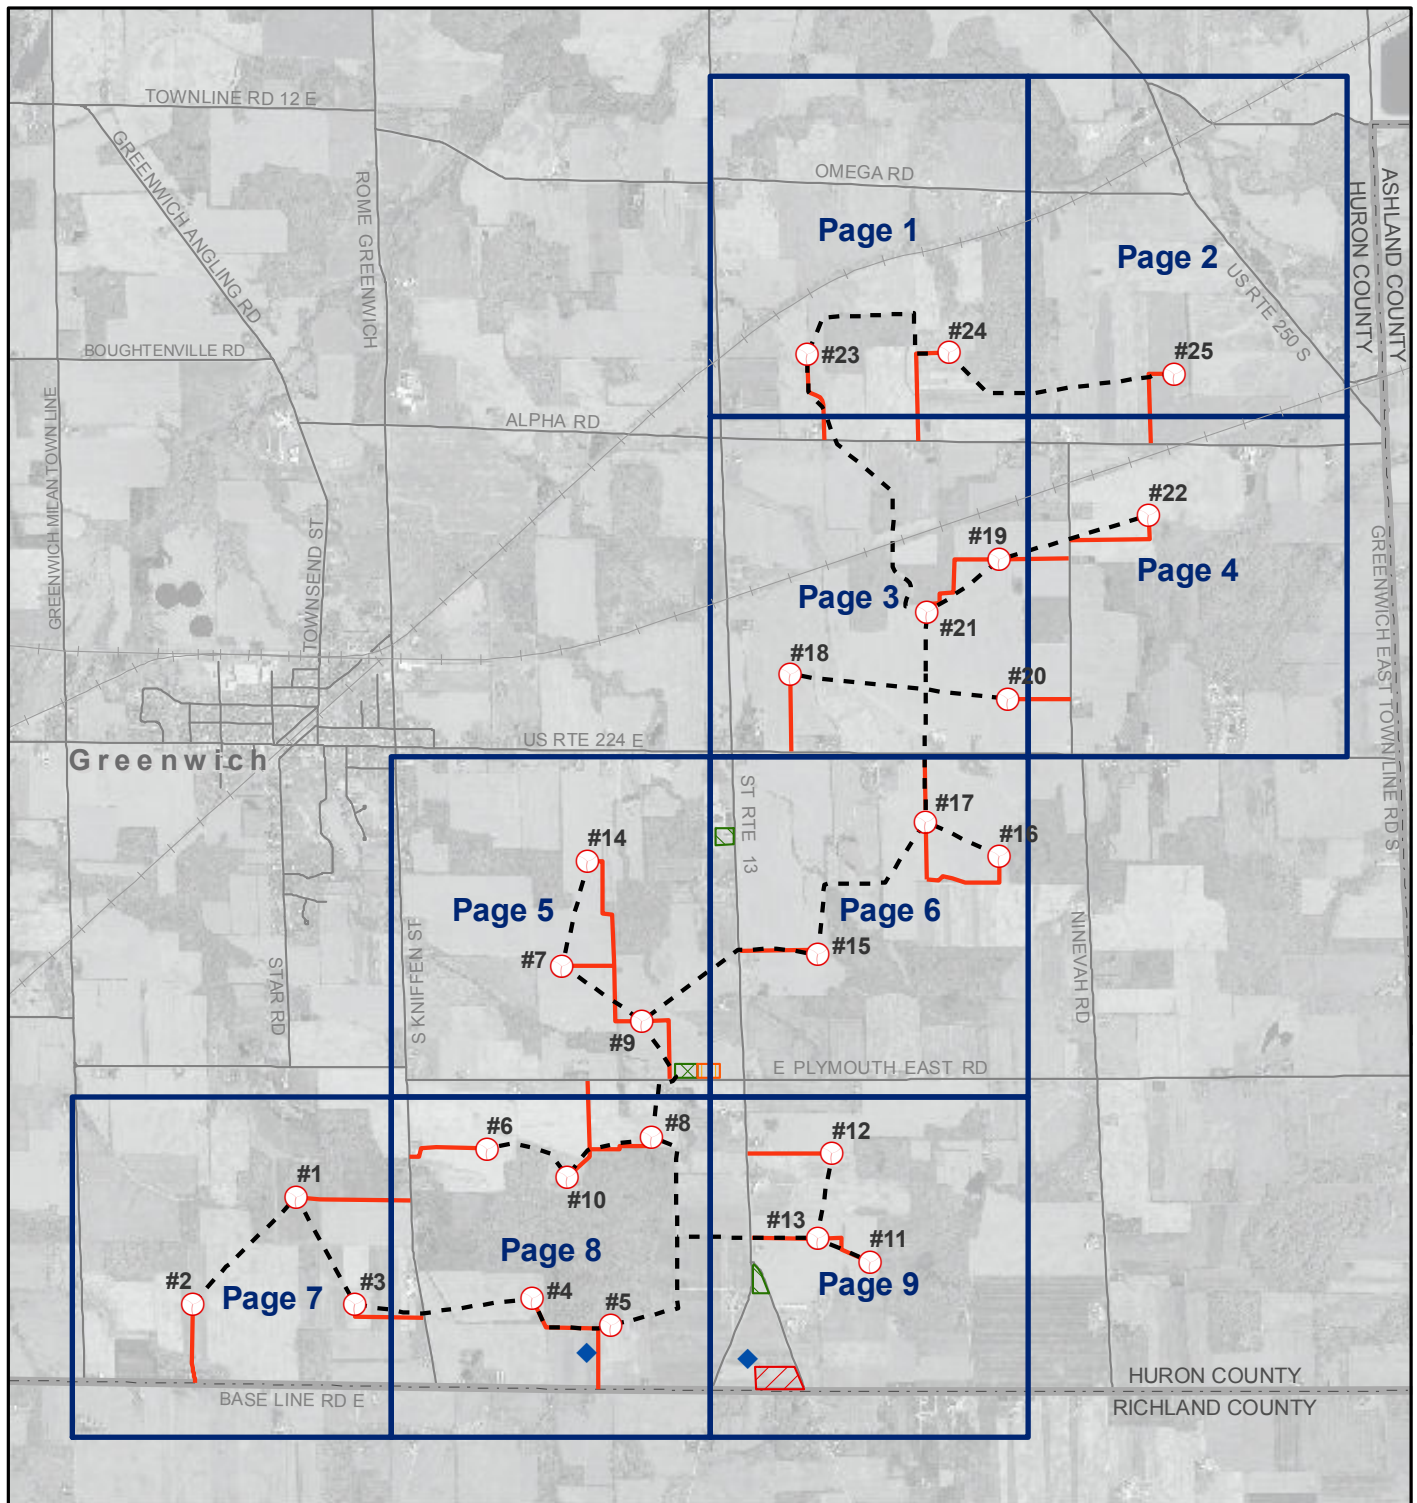 TOWNLINE RD 12 E
GREENWICH ANGLING RD
ROME GREENWICH
OMEGA RD
ASHLAND COUNTY
HURON COUNTY
Page 1
Page 2
US RTE 250 S
#23
#24
#25
BOUGHTENVILLE RD
ALPHA RD
GREENWICH MILAN TOWN LINE
TOWNSEND ST
#22
#19
Page 3
Page 4
#21
GREENWICH EAST TOWNLINE RD S
#18
#20
US RTE 224 E
Greenwich
ST RTE 13
#17
#16
#14
Page 5
Page 6
#7
#15
NINEVAH RD
STAR RD
S KNIFFEN ST
#9
E PLYMOUTH EAST RD
#6
#8
#12
#1
#10
#13
#11
Page 8
Page 9
#2
Page 7
#3
#4
#5
HURON COUNTY
BASE LINE RD E
RICHLAND COUNTY